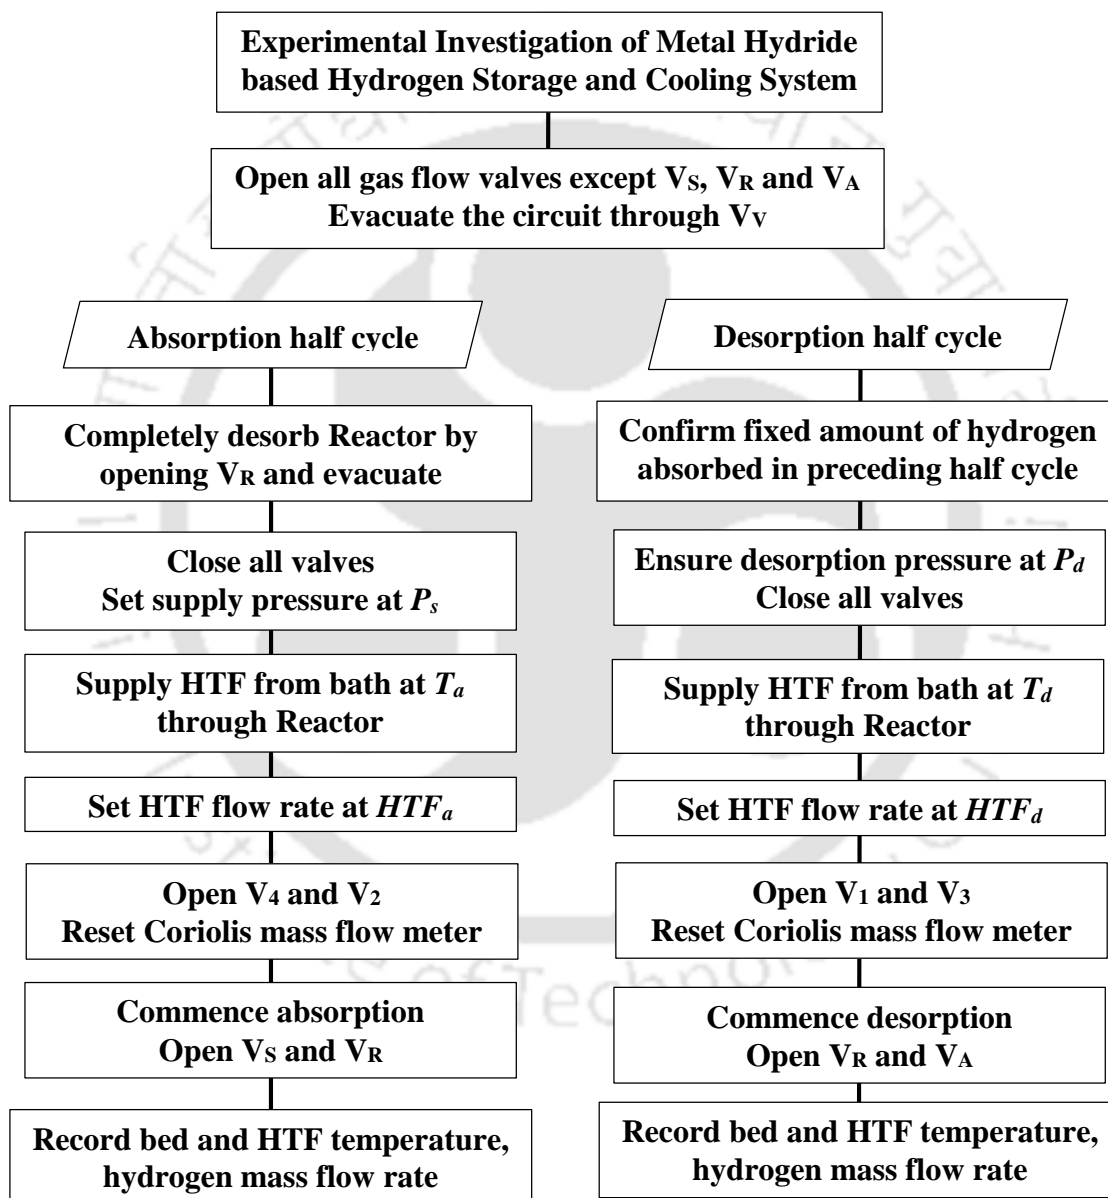 Experimental Investigation of Metal Hydride
based Hydrogen Storage and Cooling System
Open all gas flow valves except VS, VR and VA
Evacuate the circuit through VV
Absorption half cycle
Completely desorb Reactor by
opening VR and evacuate
Close all valves
Set supply pressure at Ps
Supply HTF from bath at Ta
through Reactor
Set HTF flow rate at HTFa
Open V4 and V2
Reset Coriolis mass flow meter
Commence absorption
Open VS and VR
Record bed and HTF temperature,
hydrogen mass flow rate
Desorption half cycle
Confirm fixed amount of hydrogen
absorbed in preceding half cycle
Ensure desorption pressure at Pd
Close all valves
Supply HTF from bath at Td
through Reactor
Set HTF flow rate at HTFd
Open V1 and V3
Reset Coriolis mass flow meter
Commence desorption
Open VR and VA
Record bed and HTF temperature,
hydrogen mass flow rate
of Techno